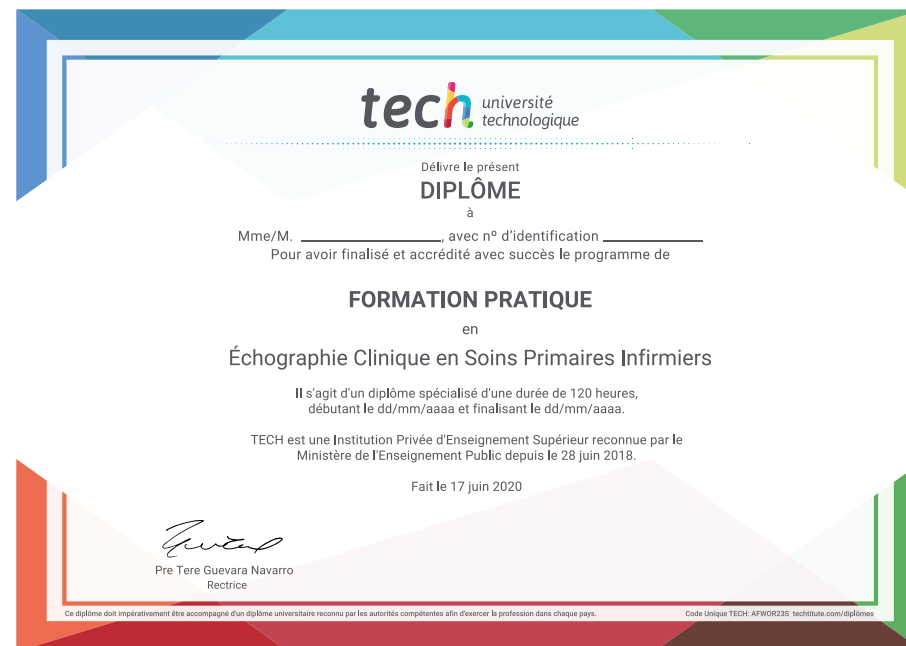 tech université
technologique
Délivre le présent
DIPLÔME
à
Mme/M. ____________________, avec nº d'identification ______________
Pour avoir finalisé et accrédité avec succès le programme de
FORMATION PRATIQUE
en
Échographie Clinique en Soins Primaires Infirmiers
Il s'agit d'un diplôme spécialisé d'une durée de 120 heures,
débutant le dd/mm/aaaa et finalisant le dd/mm/aaaa.
TECH est une Institution Privée d'Enseignement Supérieur reconnue par le
Ministère de l'Enseignement Public depuis le 28 juin 2018.
Fait le 17 juin 2020
Pre Tere Guevara Navarro
Rectrice
Ce diplôme doit impérativement être accompagné d'un diplôme universitaire reconnu par les autorités compétentes afin d'exercer la profession dans chaque pays. Code Unique TECH: AFWOR23S techtitute.com/diplômes